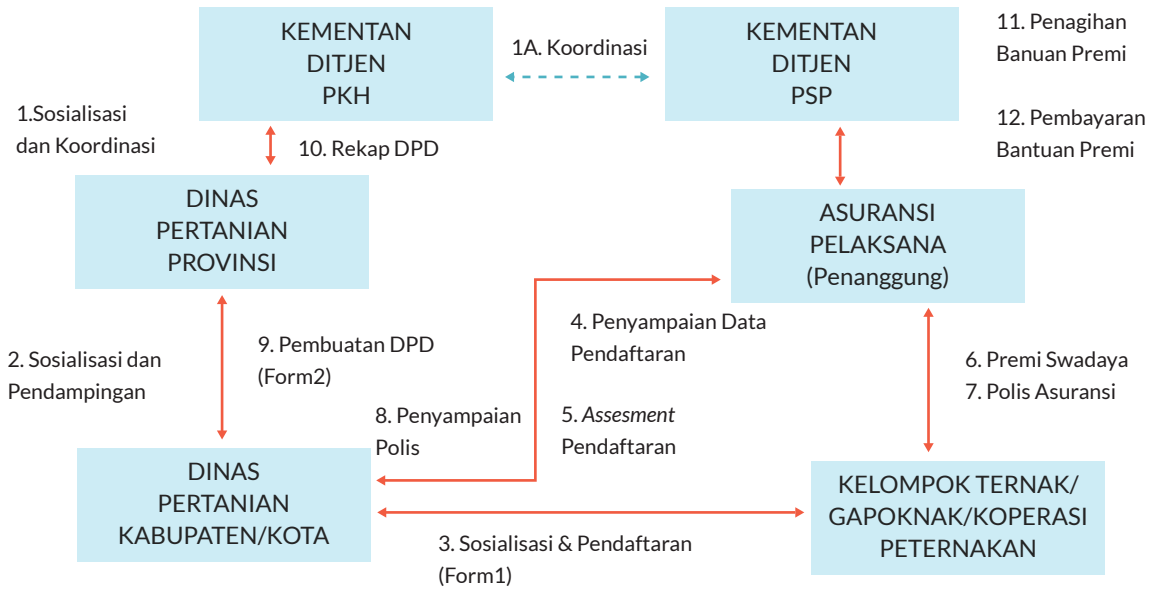 KEMENTAN
DITJEN
PKH
1A. Koordinasi
KEMENTAN
DITJEN
PSP
11. Penagihan
Banuan Premi
12. Pembayaran
Bantuan Premi
1.Sosialisasi
dan Koordinasi
10. Rekap DPD
DINAS
PERTANIAN
PROVINSI
ASURANSI
PELAKSANA
(Penanggung)
2. Sosialisasi dan
Pendampingan
9. Pembuatan DPD
(Form2)
4. Penyampaian Data
Pendaftaran
6. Premi Swadaya
7. Polis Asuransi
8. Penyampaian
Polis
5. Assesment
Pendaftaran
DINAS
PERTANIAN
KABUPATEN/KOTA
KELOMPOK TERNAK/
GAPOKNAK/KOPERASI
PETERNAKAN
3. Sosialisasi & Pendaftaran
(Form1)